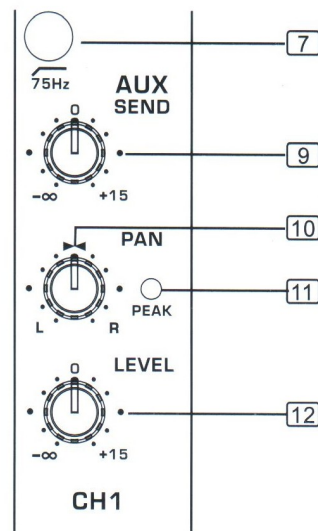 7
75Hz
AUX
SEND
0
9
-∞ +15
10
PAN
11
L R PEAK
LEVEL
0
12
-∞ +15
CH1